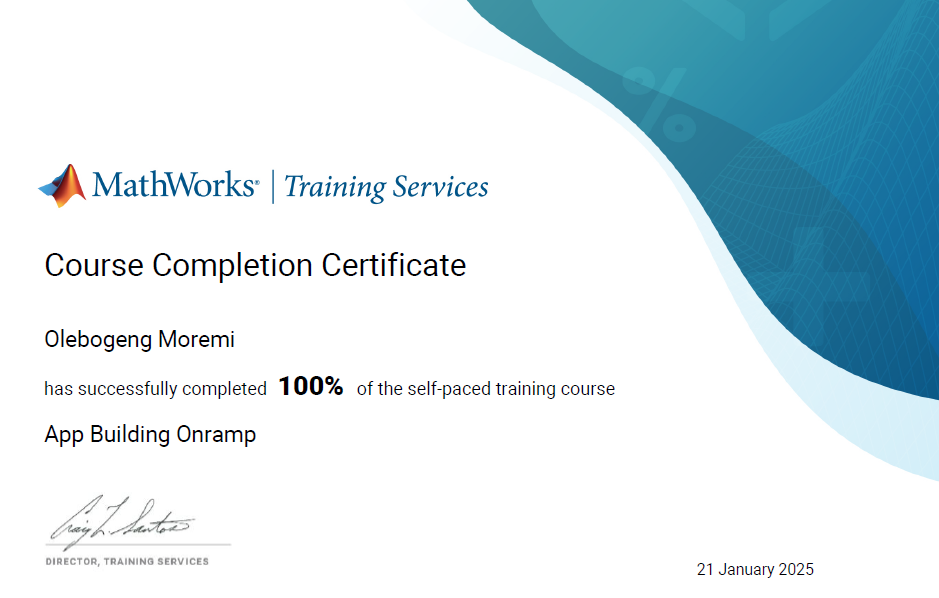 MathWorks® | Training Services
Course Completion Certificate
Olebogeng Moremi
has successfully completed 100% of the self-paced training course
App Building Onramp
Craig L. Santos
DIRECTOR, TRAINING SERVICES
21 January 2025